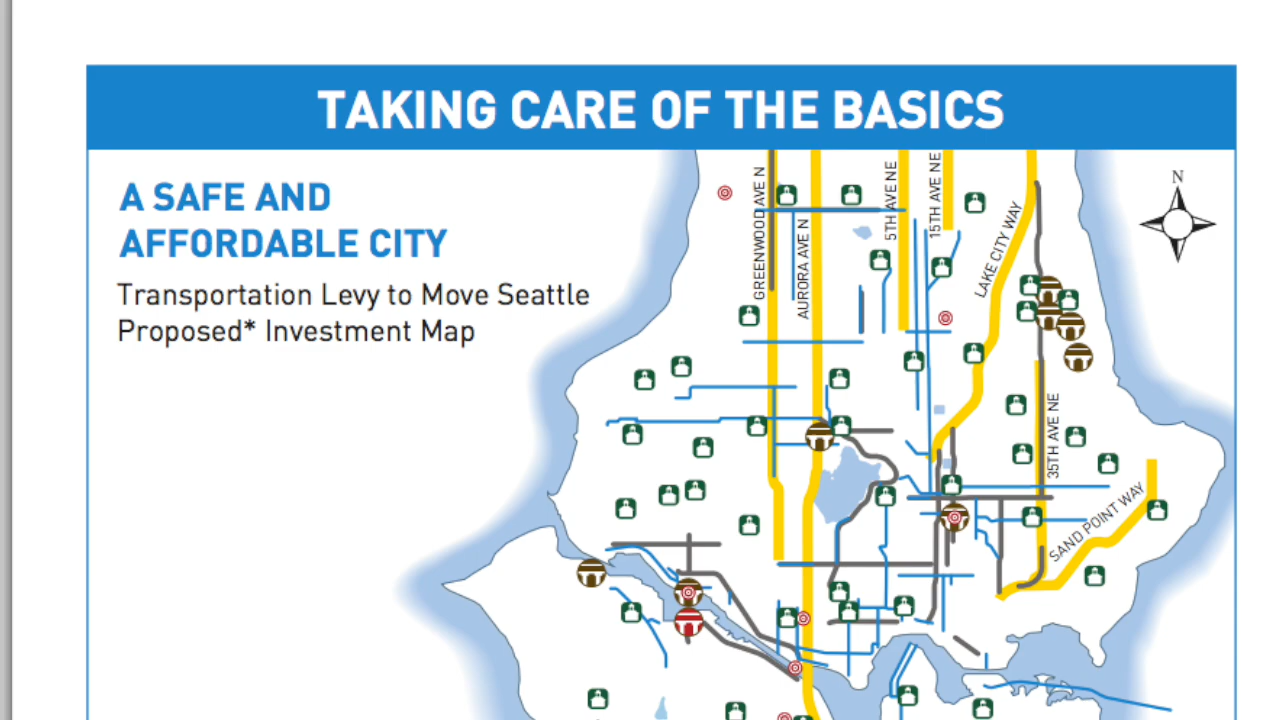 TAKING CARE OF THE BASICS
A SAFE AND
AFFORDABLE CITY
Transportation Levy to Move Seattle
Proposed* Investment Map
N
GREENWOOD AVE N
AURORA AVE N
5TH AVE NE
15TH AVE NE
LAKE CITY WAY
35TH AVE NE
SAND POINT WAY